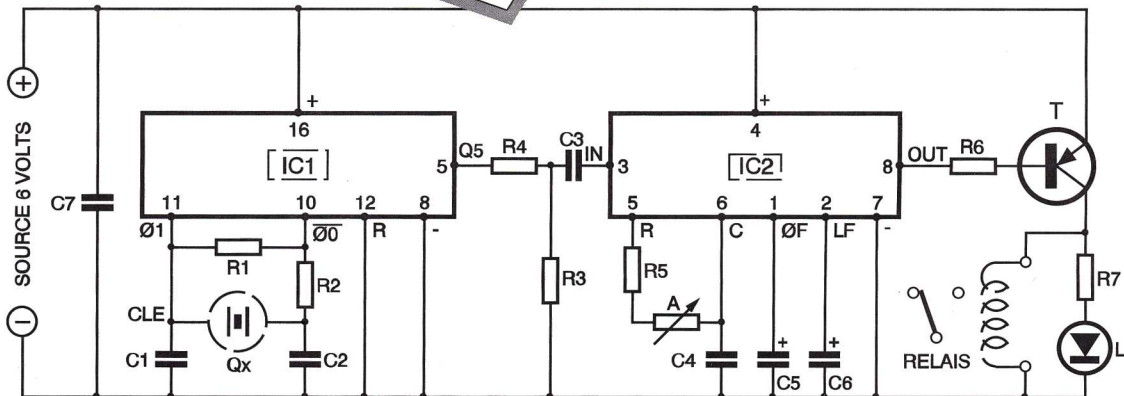 SOURCE 6 VOLTS
+
−
C7
+
16
IC1
5
Q5
11
10
12
8
Ø1
Ø0
R
-
R1
R2
CLE
Qx
C1
C2
R4
C3
IN
R3
+
4
IC2
3
8
OUT
5
6
1
2
7
R
C
ØF
LF
-
R5
A
C4
+
C5
+
C6
R6
T
RELAIS
R7
L